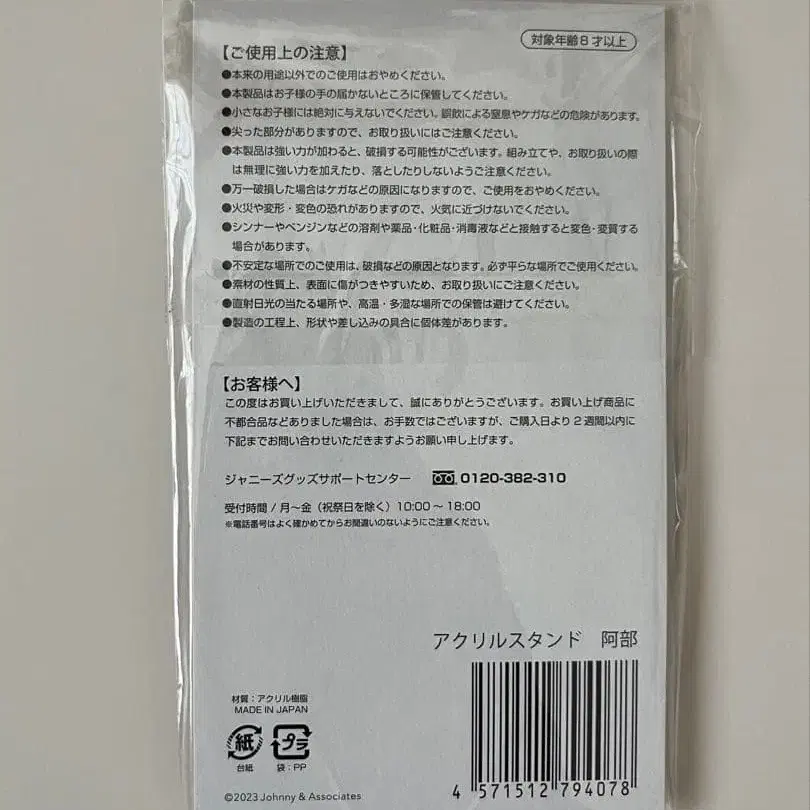 対象年齢8才以上
【ご使用上の注意】
●本来の用途以外でのご使用はおやめください。
●本製品はお子様の手の届かないところに保管してください。
●小さなお子様には絶対に与えないでください。誤飲による窒息やケガなどの危険があります。
●尖った部分がありますので、お取り扱いにはご注意ください。
●本製品は強い力が加わると、破損する可能性がございます。組み立てや、お取り扱いの際
は無理に強い力を加えたり、落としたりしないようご注意ください。
●万一破損した場合はケガなどの原因になりますので、ご使用をおやめください。
●火災や変形・変色の恐れがありますので、火気に近づけないでください。
●シンナーやベンジンなどの溶剤や薬品・化粧品・消毒液などと接触すると変色・変質する
場合があります。
●不安定な場所でのご使用は、破損などの原因となります。必ず平らな場所でご使用ください。
●素材の性質上、表面に傷がつきやすいため、お取り扱いにご注意ください。
●直射日光の当たる場所や、高温・多湿な場所での保管は避けてください。
●製造の工程上、形状や差し込みの具合に個体差があります。
【お客様へ】
この度はお買い上げいただきまして、誠にありがとうございます。お買い上げ商品に
不都合品などありました場合は、お手数ではございますが、ご購入日より2週間以内に
下記までお問い合わせいただきますようお願い申し上げます。
ジャニーズグッズサポートセンター 0120-382-310
受付時間 / 月～金（祝祭日を除く）10:00～18:00
※電話番号はよく確かめてからお間違いのないようにご注意ください。
アクリルスタンド 阿部
材質：アクリル樹脂
MADE IN JAPAN
紙 プラ
台紙 袋：PP
©2023 Johnny & Associates
4 571512 794078